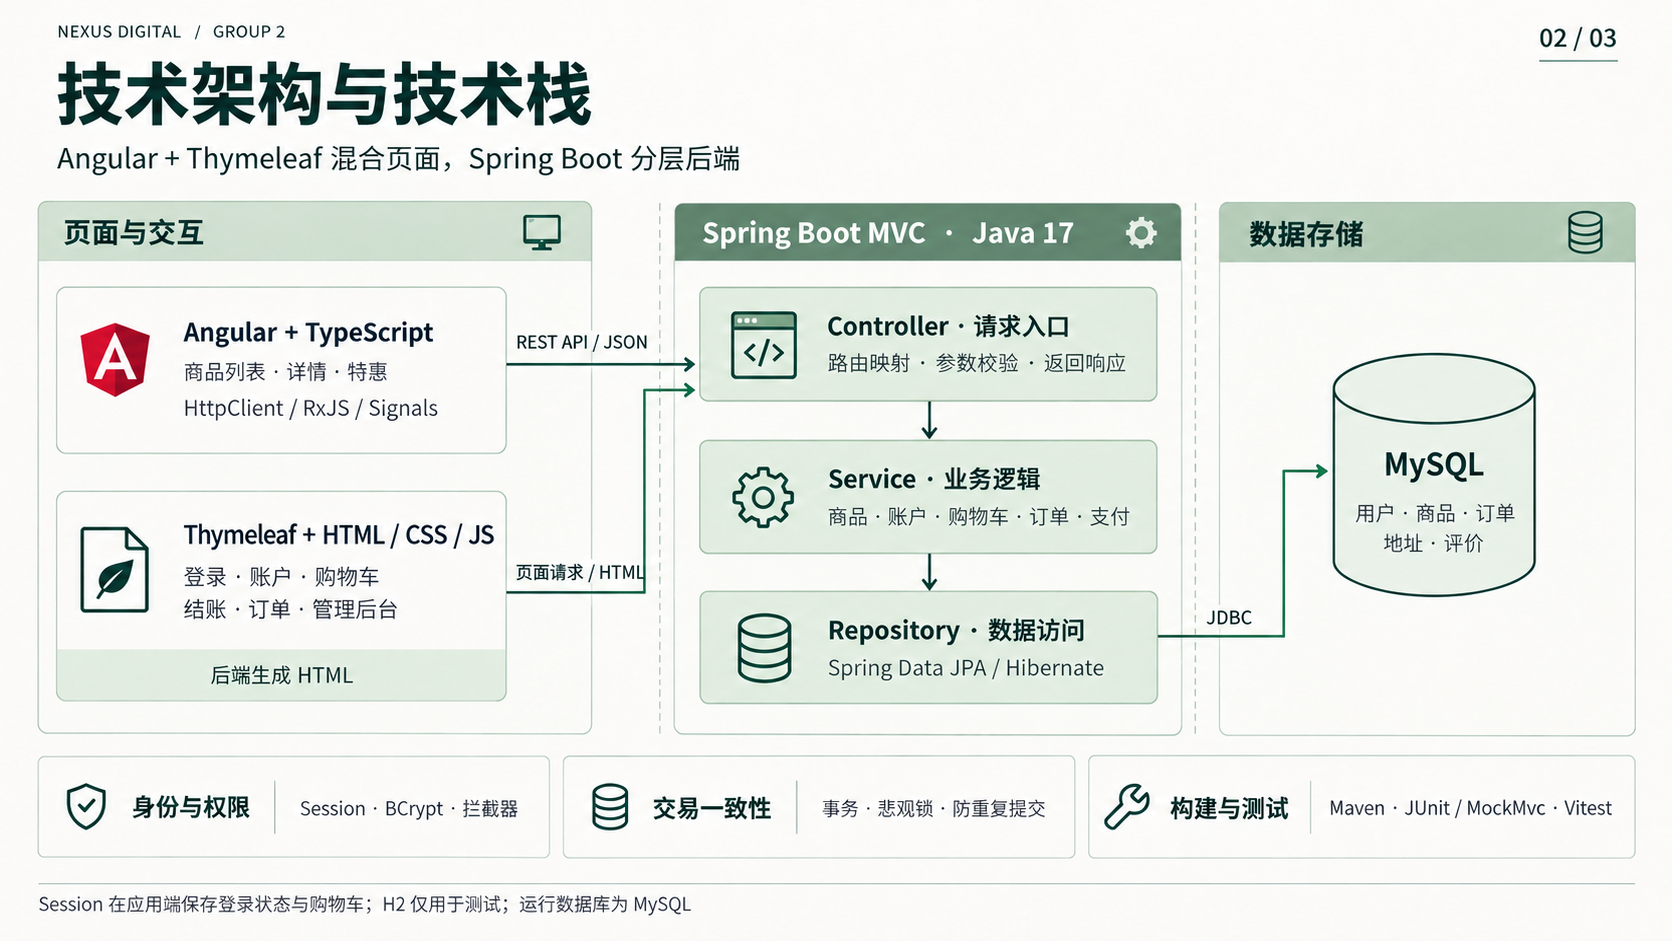 NEXUS DIGITAL / GROUP 2
02 / 03
技术架构与技术栈
Angular + Thymeleaf 混合页面，Spring Boot 分层后端
页面与交互
Angular + TypeScript
商品列表 · 详情 · 特惠
HttpClient / RxJS / Signals
Thymeleaf + HTML / CSS / JS
登录 · 账户 · 购物车
结账 · 订单 · 管理后台
后端生成 HTML
REST API / JSON
页面请求 / HTML
Spring Boot MVC · Java 17
Controller · 请求入口
路由映射 · 参数校验 · 返回响应
Service · 业务逻辑
商品 · 账户 · 购物车 · 订单 · 支付
Repository · 数据访问
Spring Data JPA / Hibernate
JDBC
数据存储
MySQL
用户 · 商品 · 订单
地址 · 评价
身份与权限
Session · BCrypt · 拦截器
交易一致性
事务 · 悲观锁 · 防重复提交
构建与测试
Maven · JUnit / MockMvc · Vitest
Session 在应用端保存登录状态与购物车；H2 仅用于测试；运行数据库为 MySQL